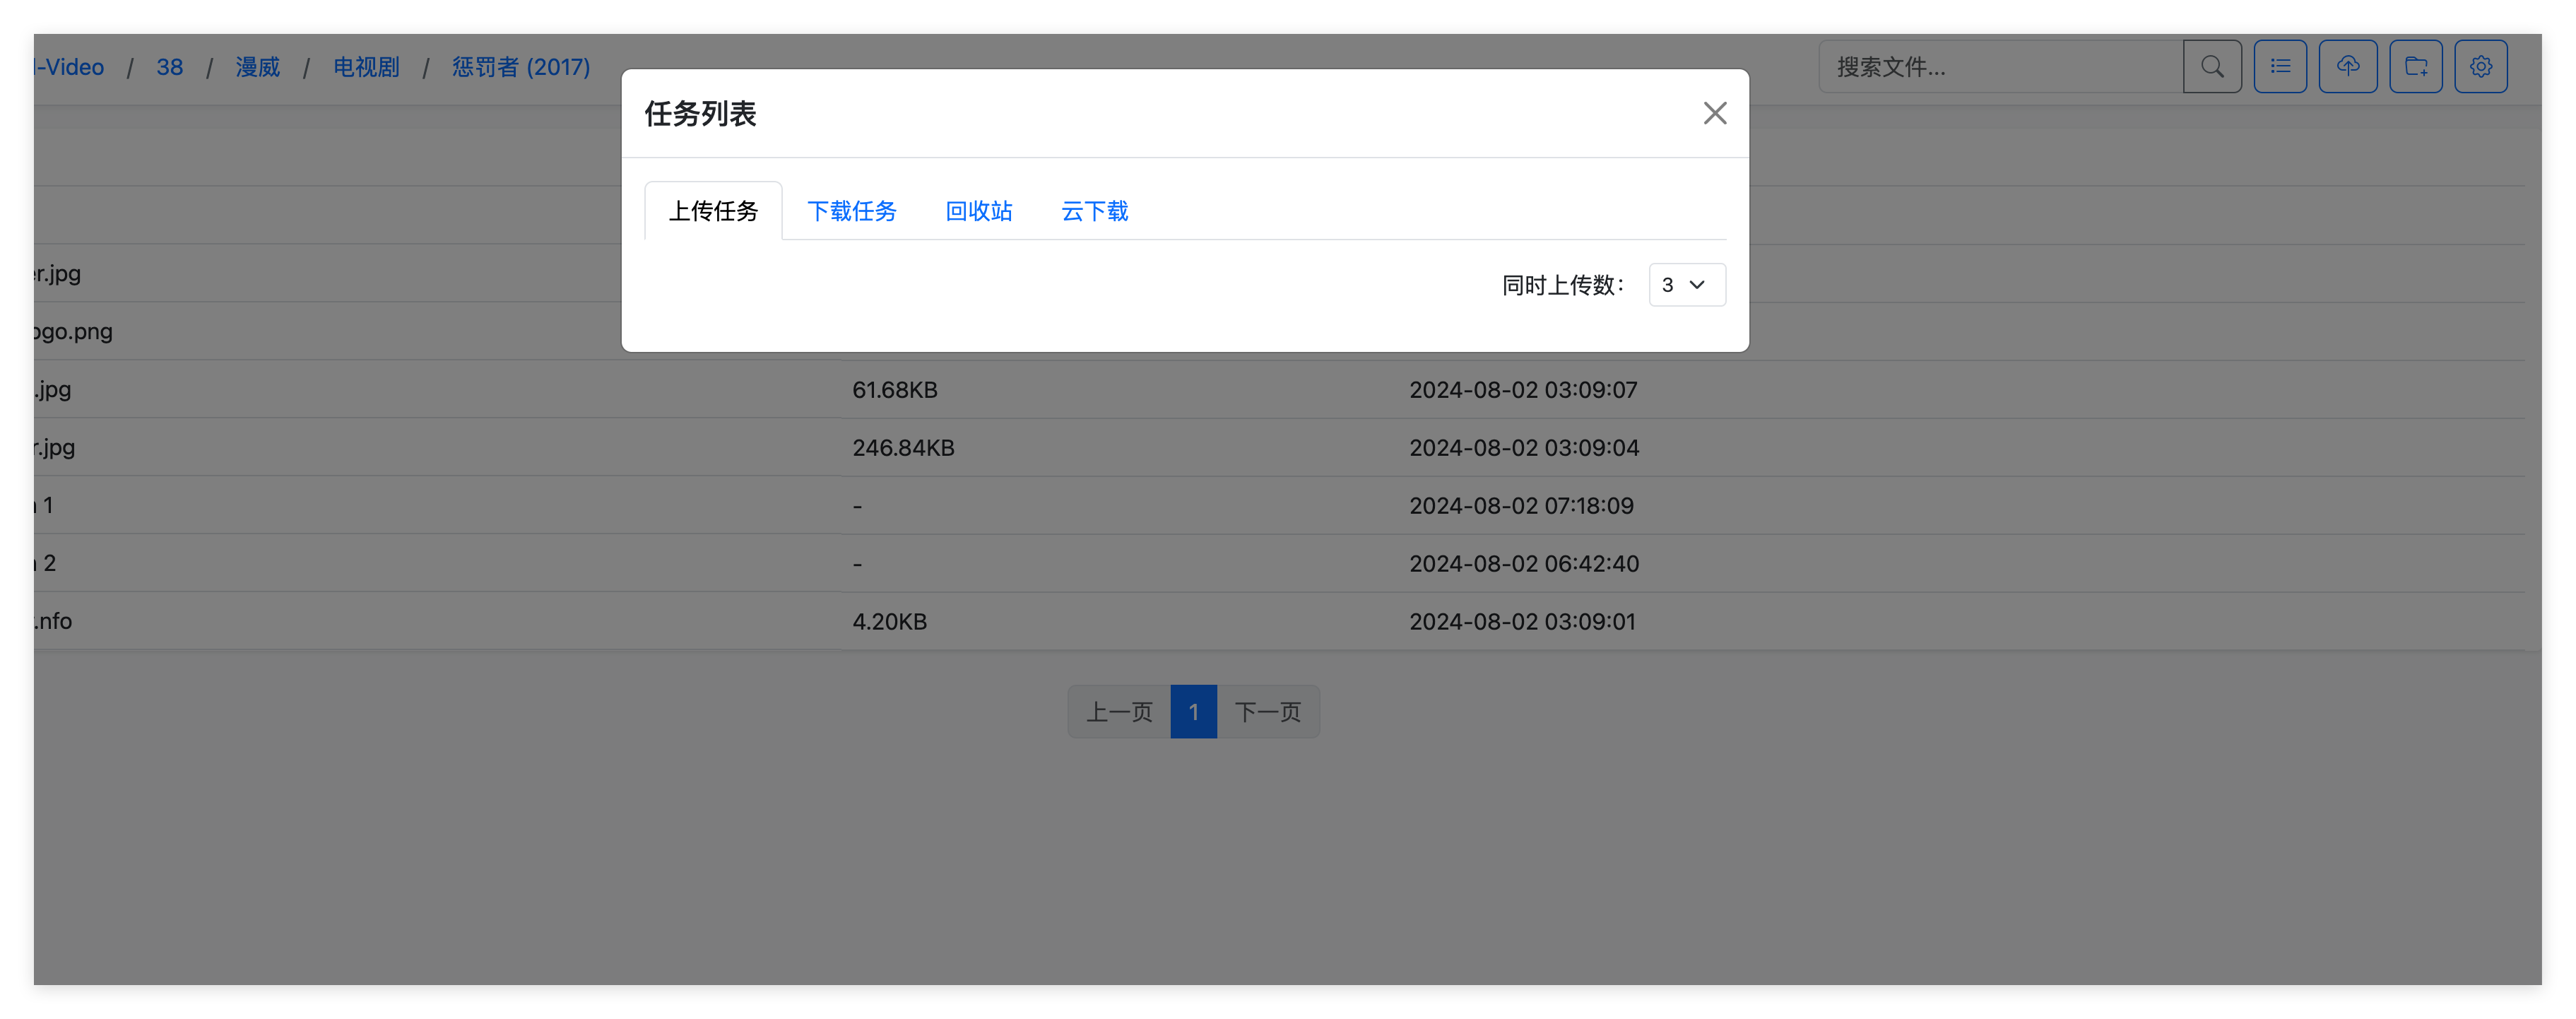 l-Video / 38 / 漫威 / 电视剧 / 惩罚者 (2017)
搜索文件...
任务列表
上传任务 下载任务 回收站 云下载
同时上传数： 3
er.jpg
ogo.png
.jpg 61.68KB 2024-08-02 03:09:07
r.jpg 246.84KB 2024-08-02 03:09:04
1 - 2024-08-02 07:18:09
2 - 2024-08-02 06:42:40
.nfo 4.20KB 2024-08-02 03:09:01
上一页 1 下一页